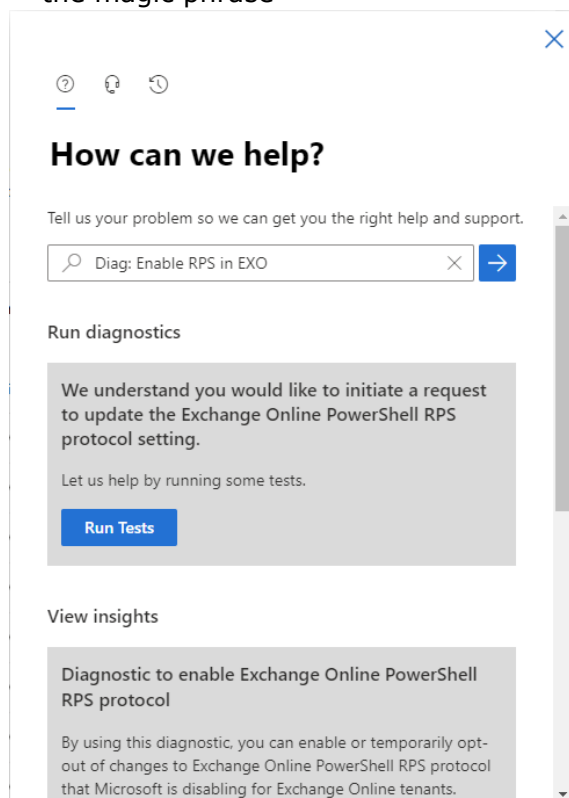 the magic phrase
How can we help?
Tell us your problem so we can get you the right help and support.
Diag: Enable RPS in EXO
Run diagnostics
We understand you would like to initiate a request
to update the Exchange Online PowerShell RPS
protocol setting.
Let us help by running some tests.
Run Tests
View insights
Diagnostic to enable Exchange Online PowerShell
RPS protocol
By using this diagnostic, you can enable or temporarily opt-
out of changes to Exchange Online PowerShell RPS protocol
that Microsoft is disabling for Exchange Online tenants.